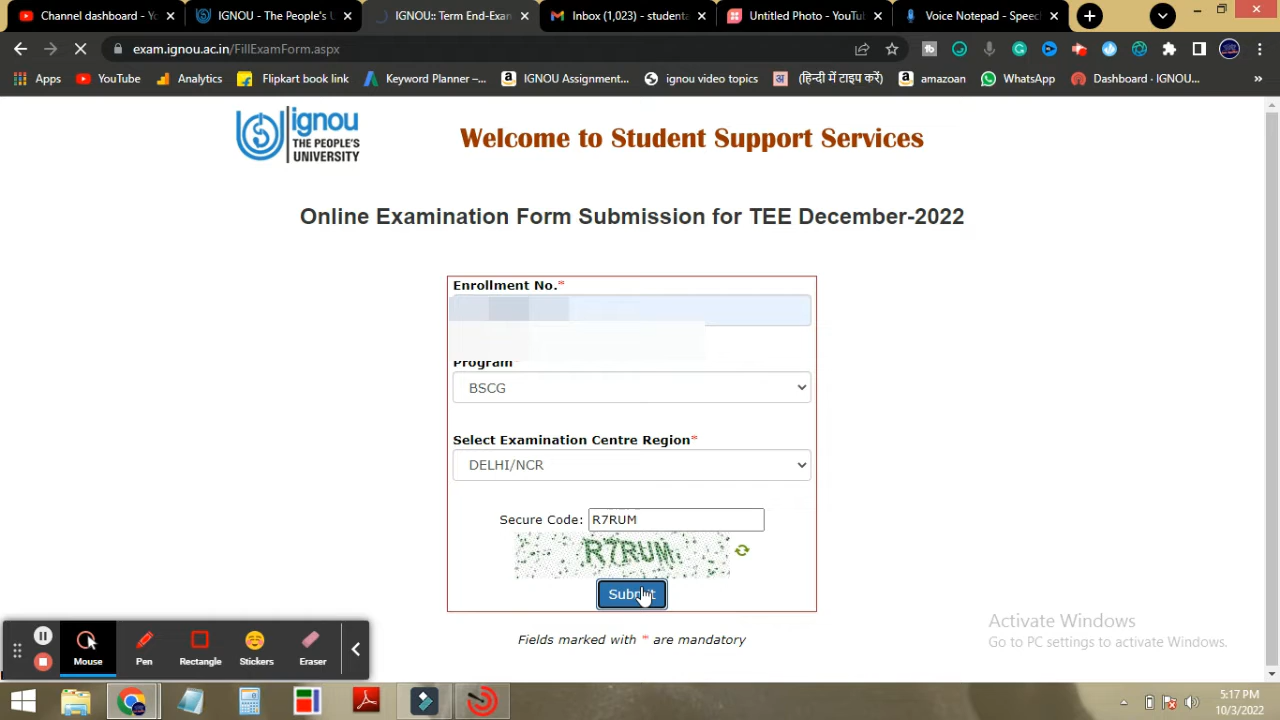 Channel dashboard - Yo
IGNOU - The People's U
IGNOU:: Term End-Exan
Inbox (1,023) - studenta
Untitled Photo - YouTu
Voice Notepad - Speech
exam.ignou.ac.in/FillExamForm.aspx
Apps
YouTube
Analytics
Flipkart book link
Keyword Planner –...
IGNOU Assignment...
ignou video topics
अ
(हिन्दी में टाइप करें)
amazoan
WhatsApp
Dashboard - IGNOU...
»
ignou
THE PEOPLE'S
UNIVERSITY
Welcome to Student Support Services
Online Examination Form Submission for TEE December-2022
Enrollment No.*
Program*
BSCG
Select Examination Centre Region*
DELHI/NCR
Secure Code: R7RUM
R7RUM
Submit
Fields marked with * are mandatory
Activate Windows
Go to PC settings to activate Windows.
Mouse
Pen
Rectangle
Stickers
Eraser
5:17 PM
10/3/2022